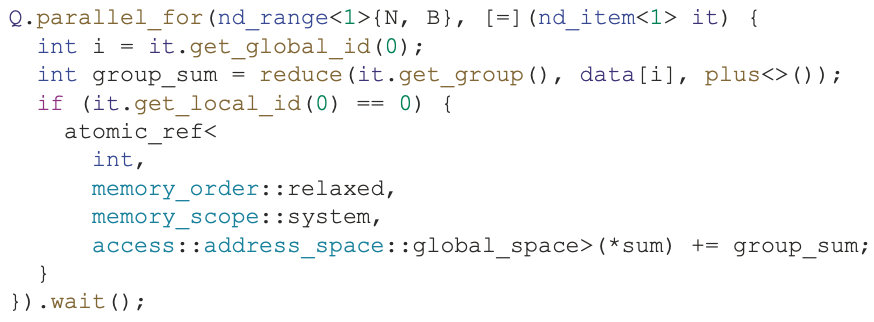 Q.parallel_for(nd_range<1>{N, B}, [=](nd_item<1> it) {
  int i = it.get_global_id(0);
  int group_sum = reduce(it.get_group(), data[i], plus<>());
  if (it.get_local_id(0) == 0) {
    atomic_ref<
      int,
      memory_order::relaxed,
      memory_scope::system,
      access::address_space::global_space>(*sum) += group_sum;
  }
}).wait();